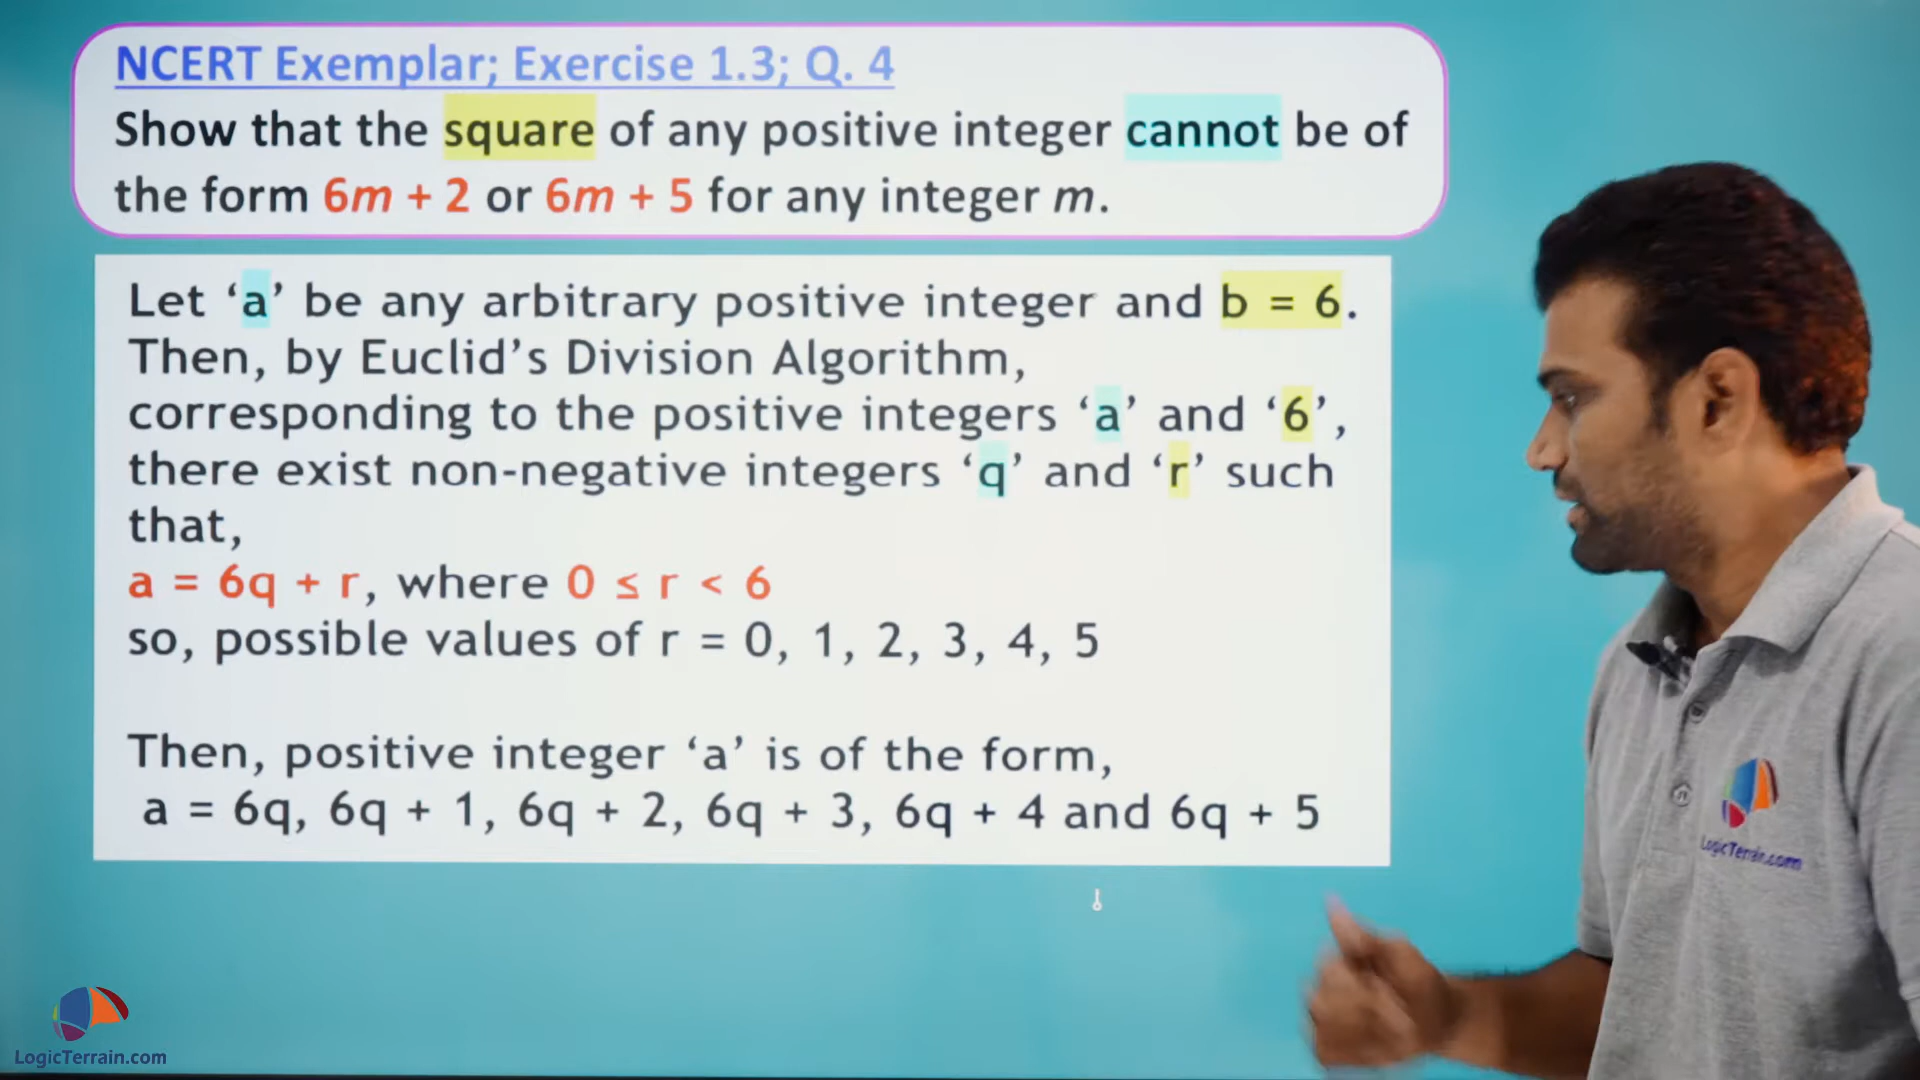 NCERT Exemplar; Exercise 1.3; Q. 4
Show that the square of any positive integer cannot be of
the form 6m + 2 or 6m + 5 for any integer m.
Let ‘a’ be any arbitrary positive integer and b = 6.
Then, by Euclid’s Division Algorithm,
corresponding to the positive integers ‘a’ and ‘6’,
there exist non-negative integers ‘q’ and ‘r’ such
that,
a = 6q + r, where 0 ≤ r < 6
so, possible values of r = 0, 1, 2, 3, 4, 5
Then, positive integer ‘a’ is of the form,
a = 6q, 6q + 1, 6q + 2, 6q + 3, 6q + 4 and 6q + 5
LogicTerrain.com
LogicTerrain.com